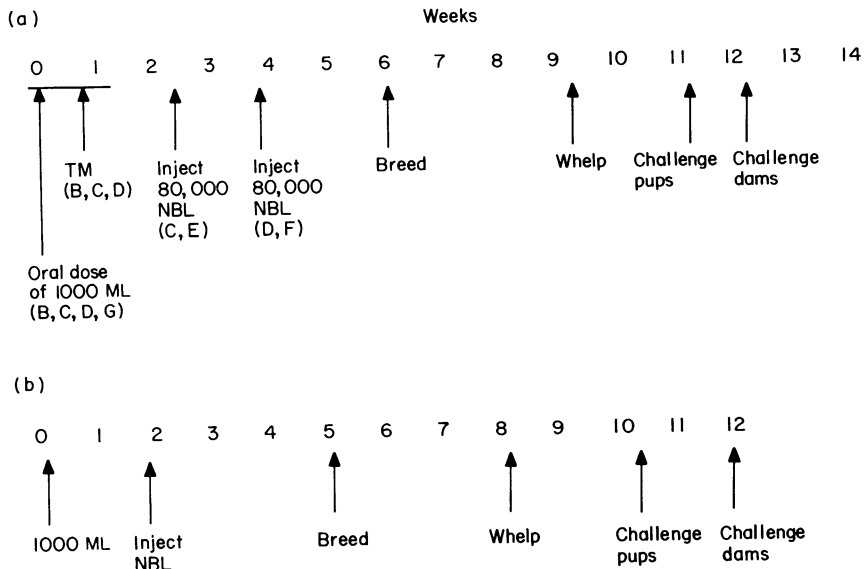 (a)
Weeks
0 1 2 3 4 5 6 7 8 9 10 11 12 13 14
TM
(B, C, D)
Inject
80,000
NBL
(C, E)
Inject
80,000
NBL
(D, F)
Breed
Whelp
Challenge
pups
Challenge
dams
Oral dose
of 1000 ML
(B, C, D, G)
(b)
0 1 2 3 4 5 6 7 8 9 10 11 12
1000 ML
Inject
NBL
Breed
Whelp
Challenge
pups
Challenge
dams